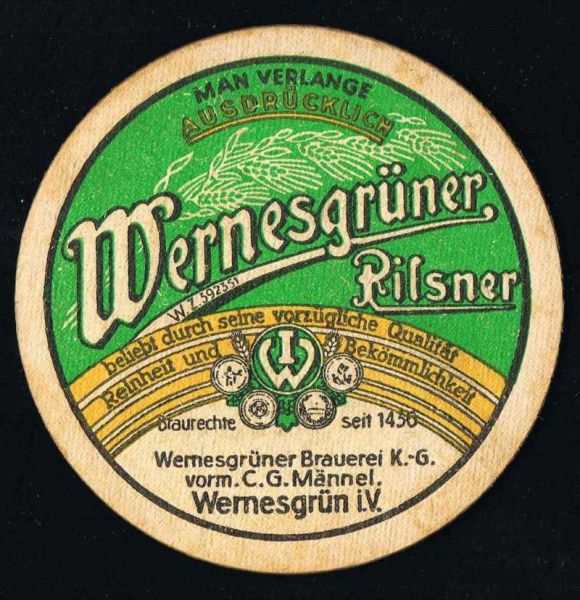 MAN VERLANGE
AUSDRÜCKLICH
Wernesgrüner
Pilsner
W.Z.592351
beliebt durch seine vorzügliche Qualität
Reinheit und Bekömmlichkeit
W
Braurechte seit 1436
Wernesgrüner Brauerei K.-G.
vorm. C.G. Männel.
Wernesgrün i.V.